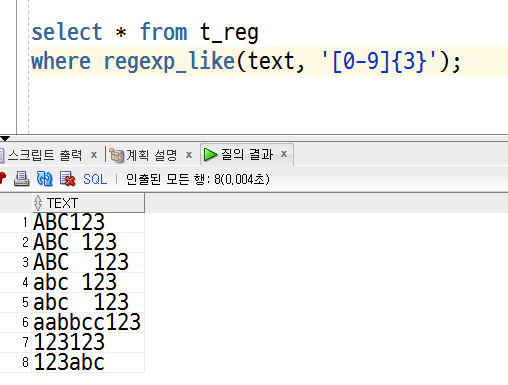 select * from t_reg
where regexp_like(text, '[0-9]{3}');
스크립트 출력 x 계획 설명 x 질의 결과 x
SQL | 인출된 모든 행: 8(0,004초)
TEXT
1 ABC123
2 ABC 123
3 ABC  123
4 abc 123
5 abc  123
6 aabbcc123
7 123123
8 123abc